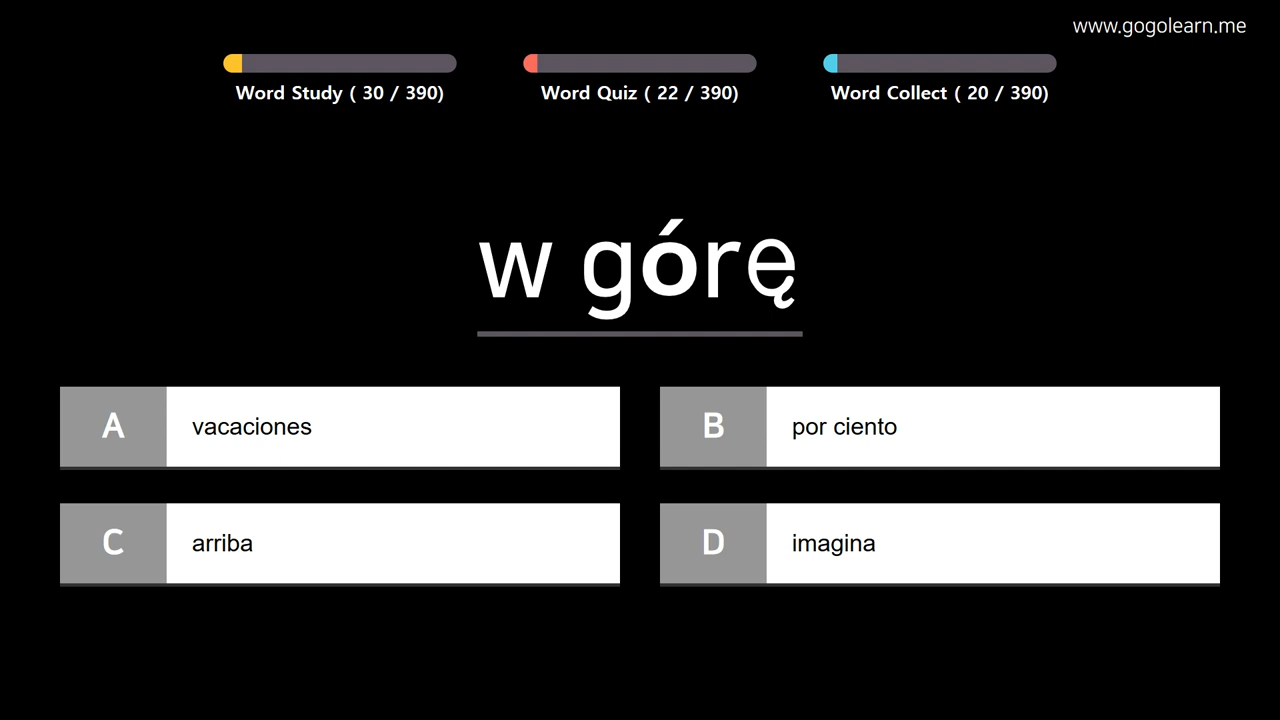 www.gogolearn.me
Word Study ( 30 / 390)
Word Quiz ( 22 / 390)
Word Collect ( 20 / 390)
w górę
A vacaciones
B por ciento
C arriba
D imagina